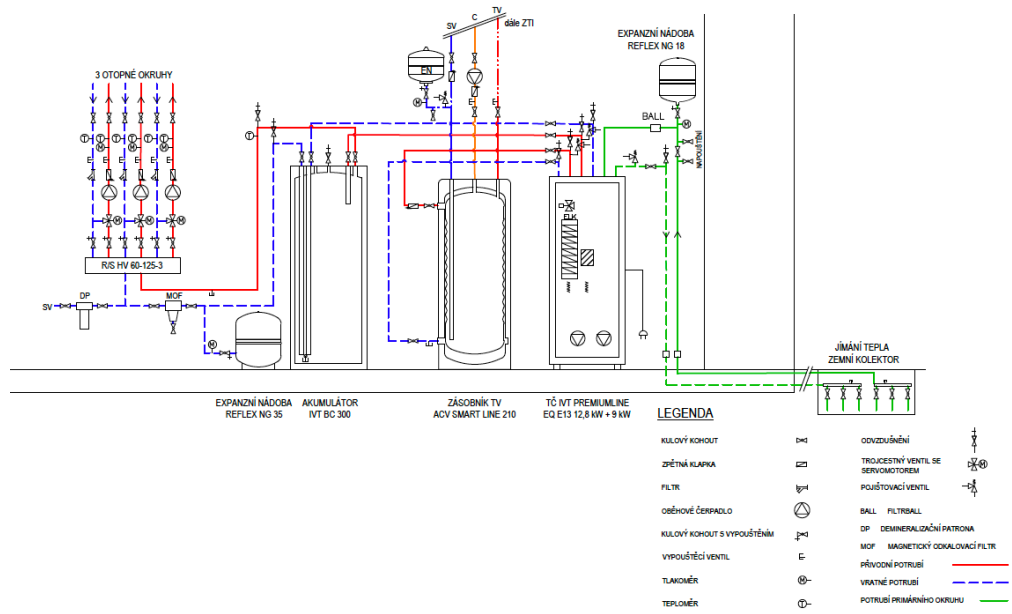 SV
C
TV
dále ZTI
EXPANZNÍ NÁDOBA
REFLEX NG 18
3 OTOPNÉ OKRUHY
EN
M
BALL
M
NAPOUŠTĚNÍ
T
T
T
T
T
T
M
M
M
T
M
M
M
ELK
R/S HV 60-125-3
SV
DP
MOF
M
JÍMÁNÍ TEPLA
ZEMNÍ KOLEKTOR
EXPANZNÍ NÁDOBA
REFLEX NG 35
AKUMULÁTOR
IVT BC 300
ZÁSOBNÍK TV
ACV SMART LINE 210
TČ IVT PREMIUMLINE
EQ E13 12,8 kW + 9 kW
LEGENDA
KULOVÝ KOHOUT
ZPĚTNÁ KLAPKA
FILTR
OBĚHOVÉ ČERPADLO
KULOVÝ KOHOUT S VYPOUŠTĚNÍM
VYPOUŠTĚCÍ VENTIL
TLAKOMĚR
M
TEPLOMĚR
T
ODVZDUŠNĚNÍ
TROJCESTNÝ VENTIL SE
SERVOMOTOREM
M
POJIŠTOVACÍ VENTIL
BALL FILTRBALL
DP DEMINERALIZAČNÍ PATRONA
MOF MAGNETICKÝ ODKALOVACÍ FILTR
PŘÍVODNÍ POTRUBÍ
VRATNÉ POTRUBÍ
POTRUBÍ PRIMÁRNÍHO OKRUHU